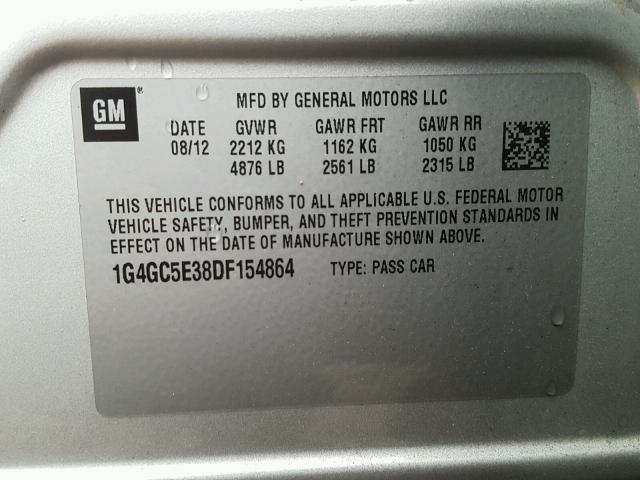 GM ®
MFD BY GENERAL MOTORS LLC
DATE GVWR GAWR FRT GAWR RR
08/12 2212 KG 1162 KG 1050 KG
4876 LB 2561 LB 2315 LB
THIS VEHICLE CONFORMS TO ALL APPLICABLE U.S. FEDERAL MOTOR
VEHICLE SAFETY, BUMPER, AND THEFT PREVENTION STANDARDS IN
EFFECT ON THE DATE OF MANUFACTURE SHOWN ABOVE.
1G4GC5E38DF154864 TYPE: PASS CAR